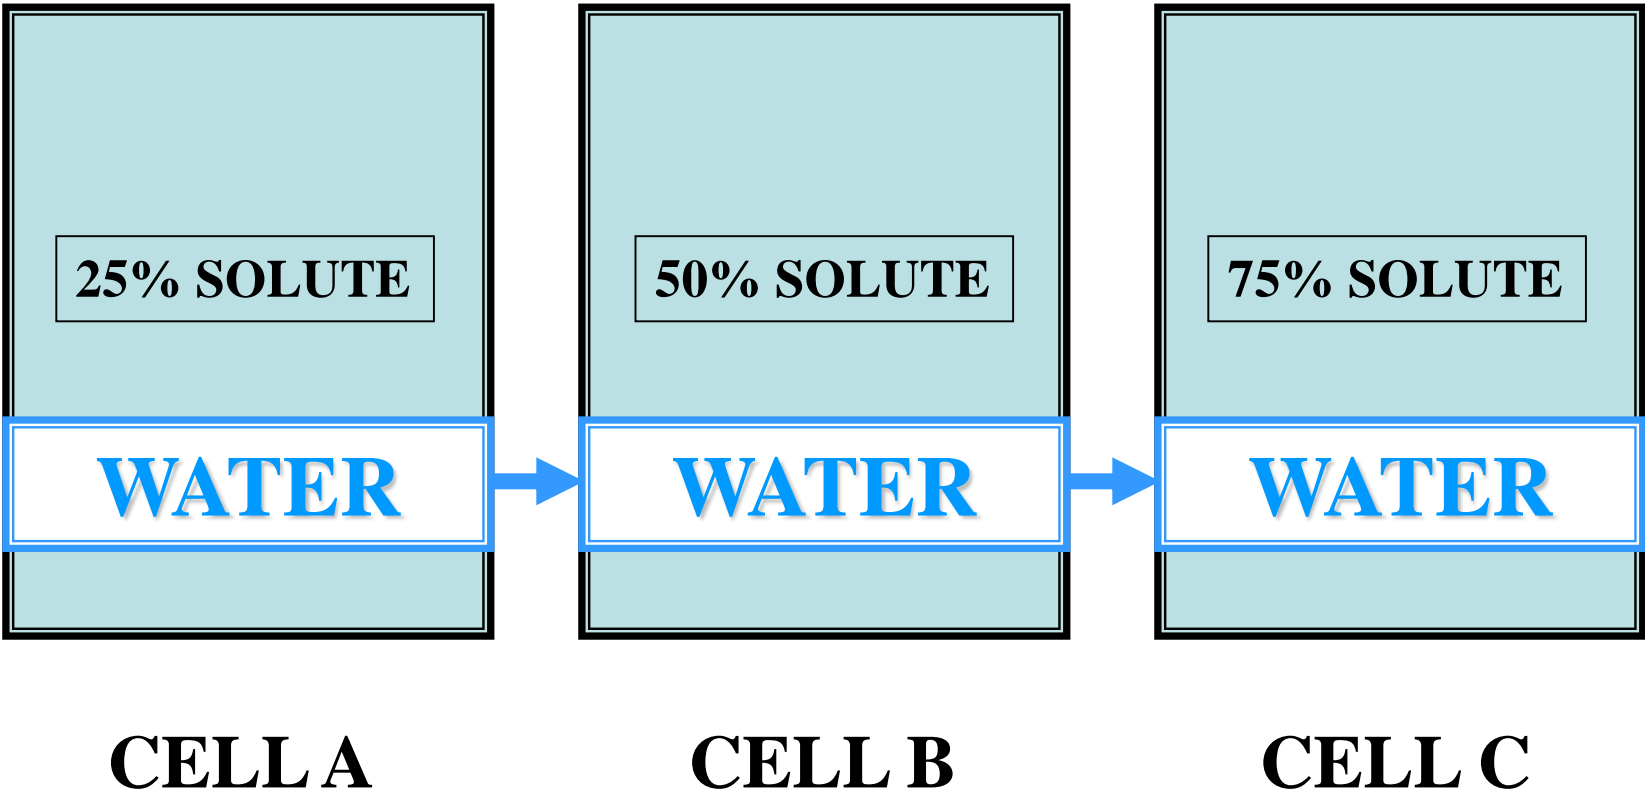 25% SOLUTE
50% SOLUTE
75% SOLUTE
WATER
WATER
WATER
CELL A
CELL B
CELL C